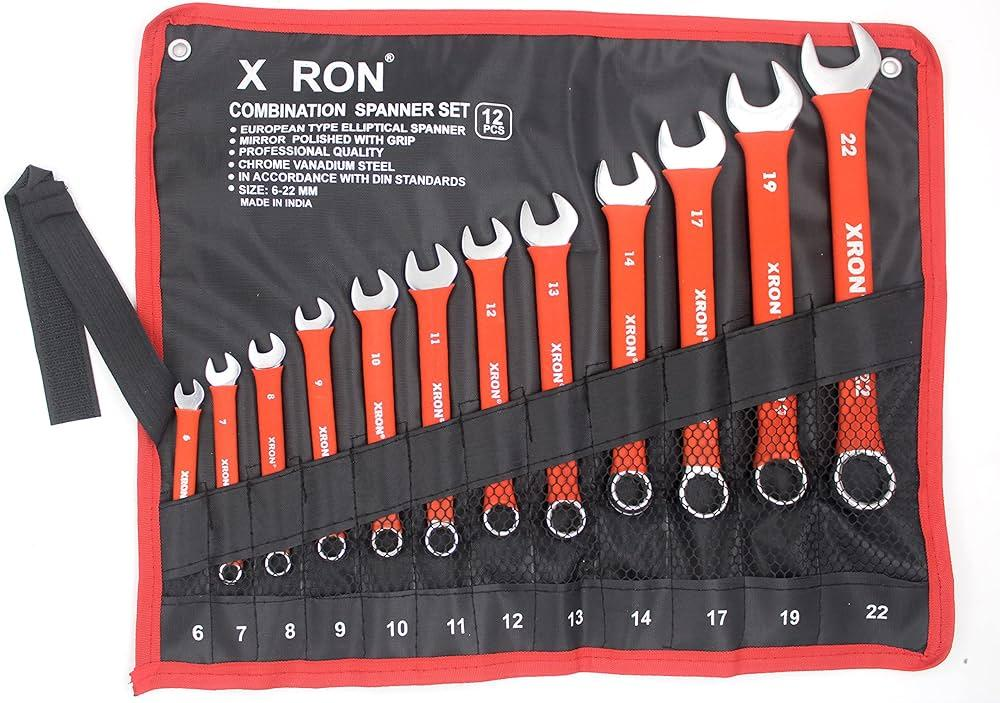 X RON®
COMBINATION SPANNER SET 12 PCS
• EUROPEAN TYPE ELLIPTICAL SPANNER
• MIRROR POLISHED WITH GRIP
• PROFESSIONAL QUALITY
• CHROME VANADIUM STEEL
• IN ACCORDANCE WITH DIN STANDARDS
• SIZE: 6-22 MM
MADE IN INDIA
6 XRON
7 XRON
8 XRON®
9 XRON
10 XRON®
11 XRON®
12 XRON®
13 XRON®
14 XRON®
17 XRON®
19 XRON®
22 XRON® 22
6 7 8 9 10 11 12 13 14 17 19 22